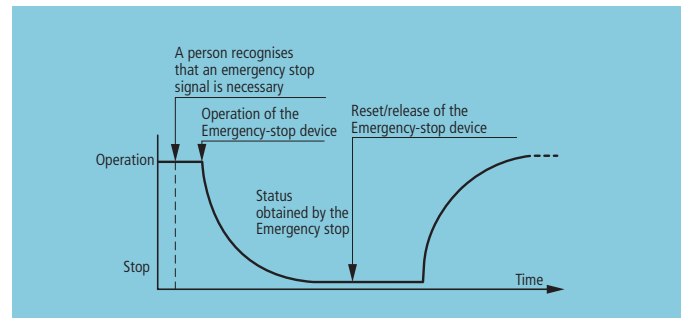 A person recognises
that an emergency stop
signal is necessary
Operation of the
Emergency-stop device
Reset/release of the
Emergency-stop device
Operation
Status
obtained by the
Emergency stop
Stop
Time